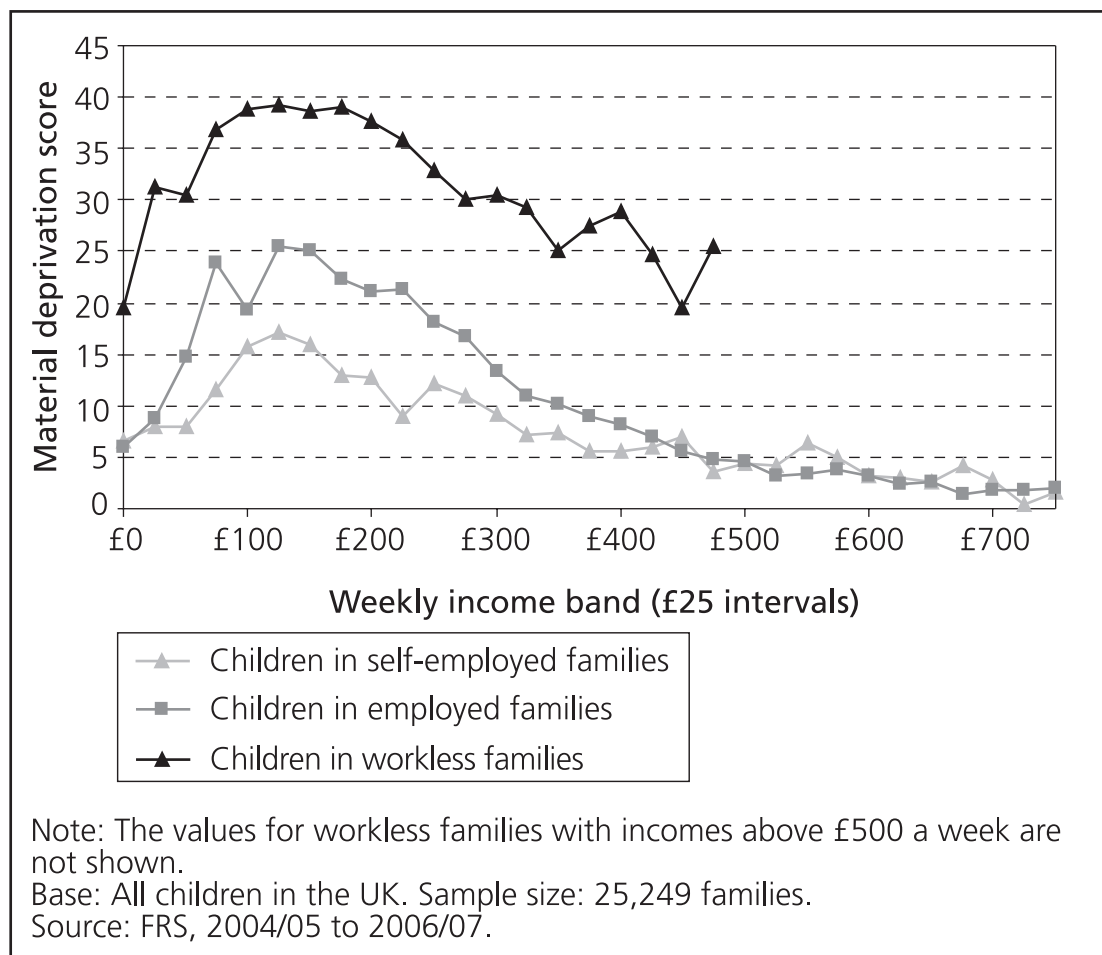 45
40
35
30
25
20
15
10
5
0
Material deprivation score
£0 £100 £200 £300 £400 £500 £600 £700
Weekly income band (£25 intervals)
Children in self-employed families
Children in employed families
Children in workless families
Note: The values for workless families with incomes above £500 a week are
not shown.
Base: All children in the UK. Sample size: 25,249 families.
Source: FRS, 2004/05 to 2006/07.